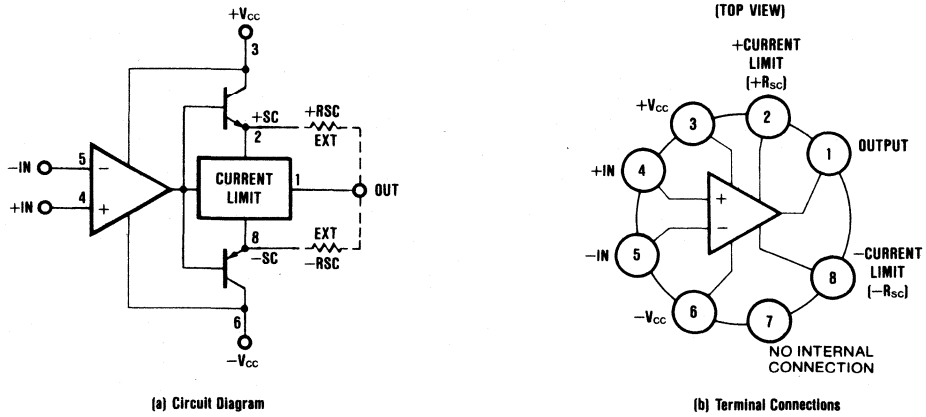 +VCC
3
+SC
2
+RSC
EXT
−IN
5
−
+IN
4
+
CURRENT
LIMIT
1
OUT
8
−SC
EXT
−RSC
6
−VCC
(a) Circuit Diagram
(TOP VIEW)
+CURRENT
LIMIT
(+RSC)
+VCC
3
2
1
OUTPUT
+IN
4
+
−
−IN
5
−CURRENT
LIMIT
(−RSC)
8
−VCC
6
7
NO INTERNAL
CONNECTION
(b) Terminal Connections